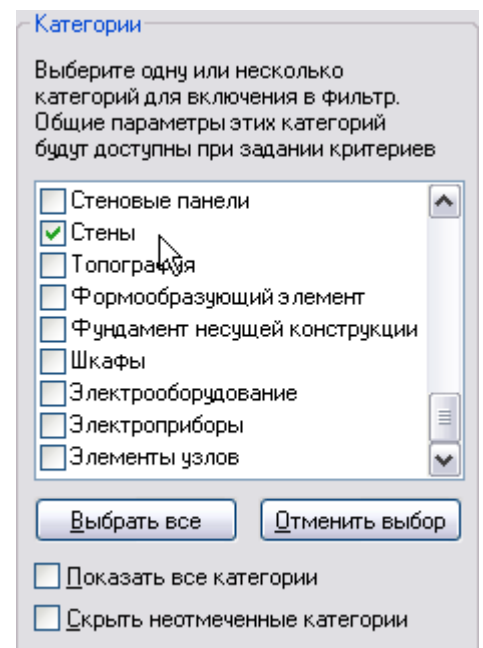 Категории
Выберите одну или несколько
категорий для включения в фильтр.
Общие параметры этих категорий
будут доступны при задании критериев
Стеновые панели
Стены
Топография
Формообразующий элемент
Фундамент несущей конструкции
Шкафы
Электрооборудование
Электроприборы
Элементы узлов
Выбрать все Отменить выбор
Показать все категории
Скрыть неотмеченные категории